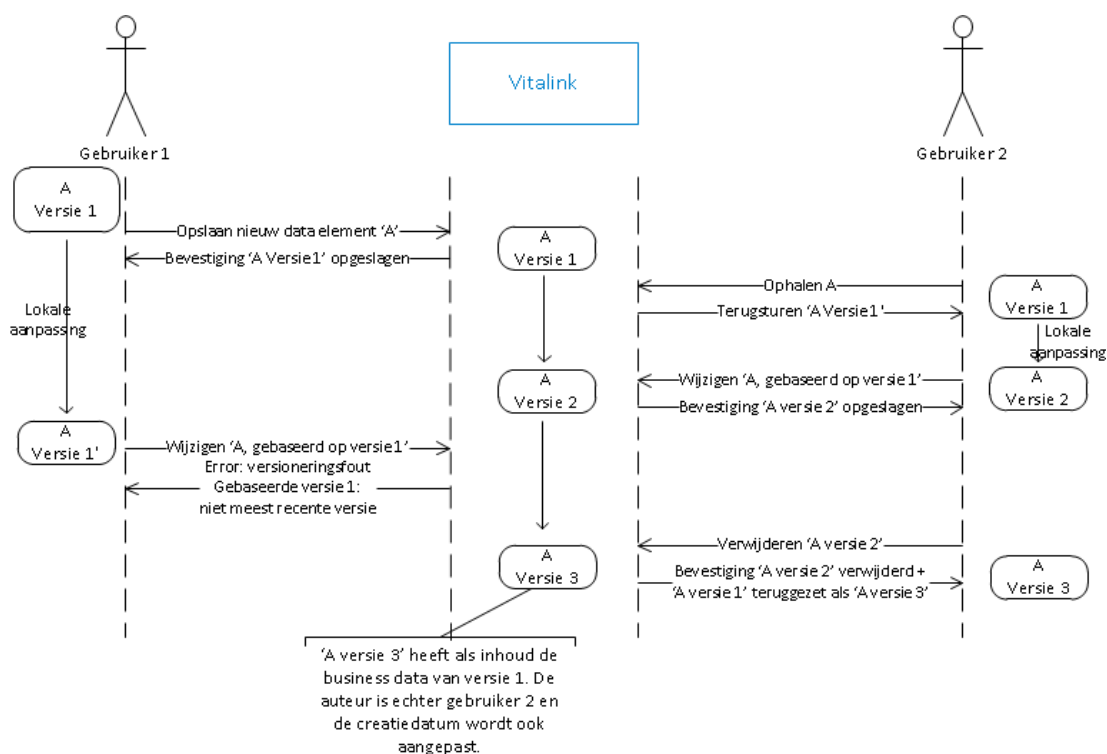 Vitalink
Gebruiker 1
Gebruiker 2
A
Versie 1
Opslaan nieuw data element ‘A’
Bevestiging ‘A Versie1’ opgeslagen
A
Versie 1
Ophalen A
A
Versie 1
Terugsturen ‘A Versie1'
Lokale
aanpassing
Lokale
aanpassing
Wijzigen ‘A, gebaseerd op versie1’
A
Versie 2
A
Versie 2
Bevestiging ‘A versie 2’ opgeslagen
A
Versie 1'
Wijzigen ‘A, gebaseerd op versie1’
Error: versioneringsfout
Gebaseerde versie 1:
niet meest recente versie
Verwijderen ‘A versie 2’
A
Versie 3
Bevestiging ‘A versie 2’ verwijderd +
‘A versie 1’ teruggezet als ‘A versie 3’
A
Versie 3
‘A versie 3’ heeft als inhoud de
business data van versie 1. De
auteur is echter gebruiker 2 en
de creatiedatum wordt ook
aangepast.